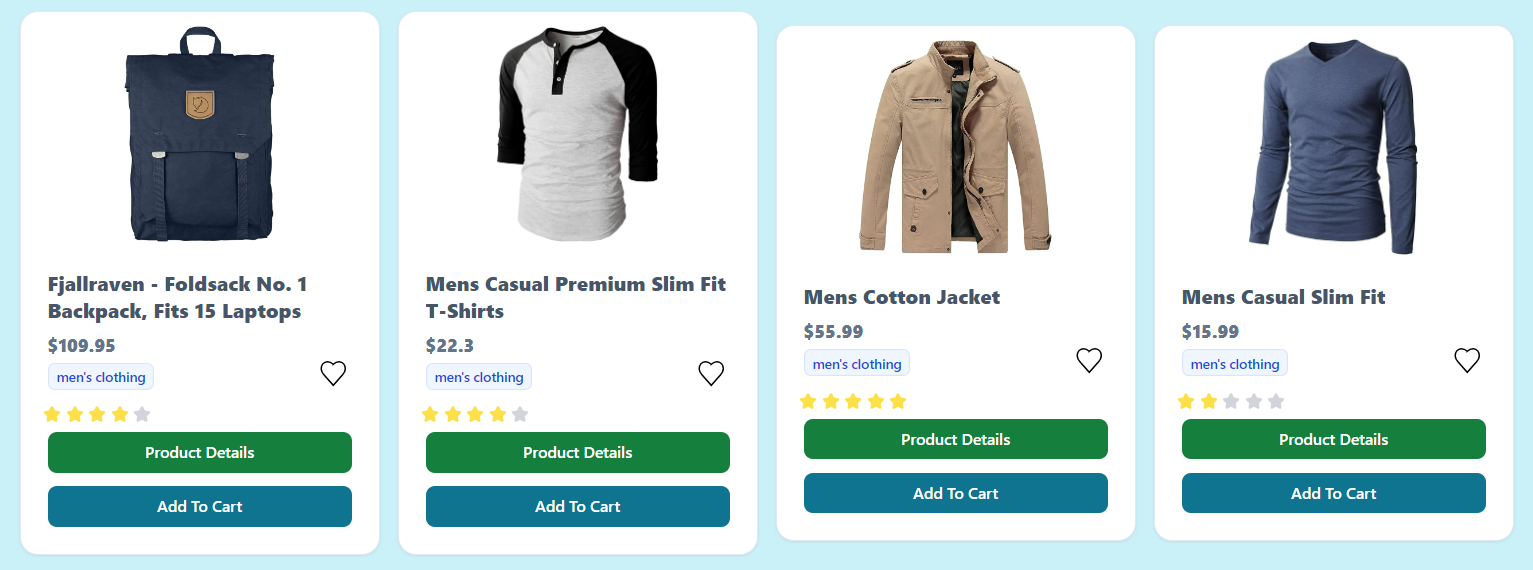 Fjallraven - Foldsack No. 1
Backpack, Fits 15 Laptops
$109.95
men's clothing
Product Details
Add To Cart
Mens Casual Premium Slim Fit
T-Shirts
$22.3
men's clothing
Product Details
Add To Cart
Mens Cotton Jacket
$55.99
men's clothing
Product Details
Add To Cart
Mens Casual Slim Fit
$15.99
men's clothing
Product Details
Add To Cart